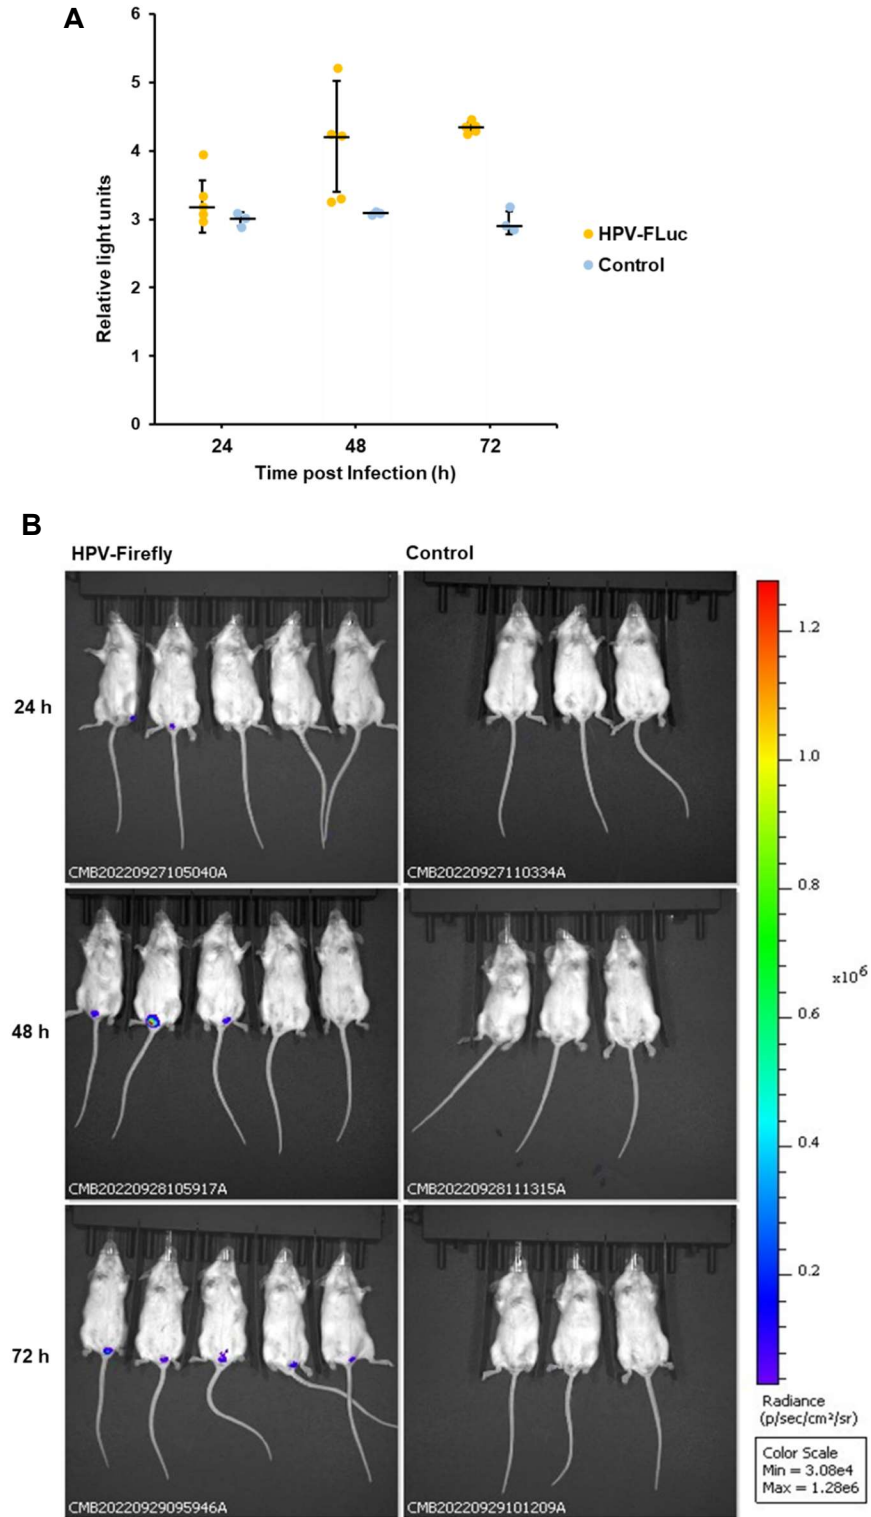 A
6
5
4
3
2
1
0
Relative light units
24 48 72
Time post Infection (h)
HPV-FLuc
Control
B
HPV-Firefly Control
24 h
CMB20220927105040A CMB20220927110334A
48 h
CMB20220928105917A CMB20220928111315A
72 h
CMB20220929095946A CMB20220929101209A
1.2
1.0
0.8
x10⁶
0.6
0.4
0.2
Radiance
(p/sec/cm²/sr)
Color Scale
Min = 3.08e4
Max = 1.28e6